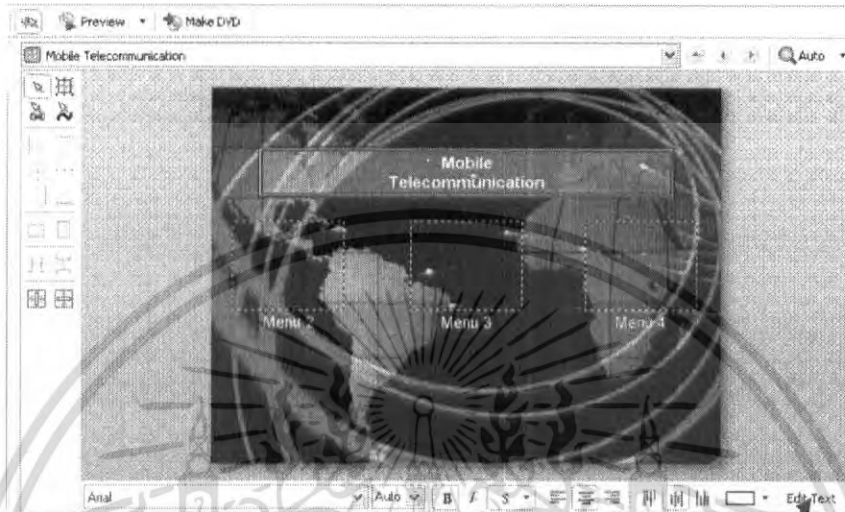 Preview
Make DVD
Mobile Telecommunication
Auto
Mobile
Telecommunication
Menu 2
Menu 3
Menu 4
Arial
Auto
B I S
Edit Text